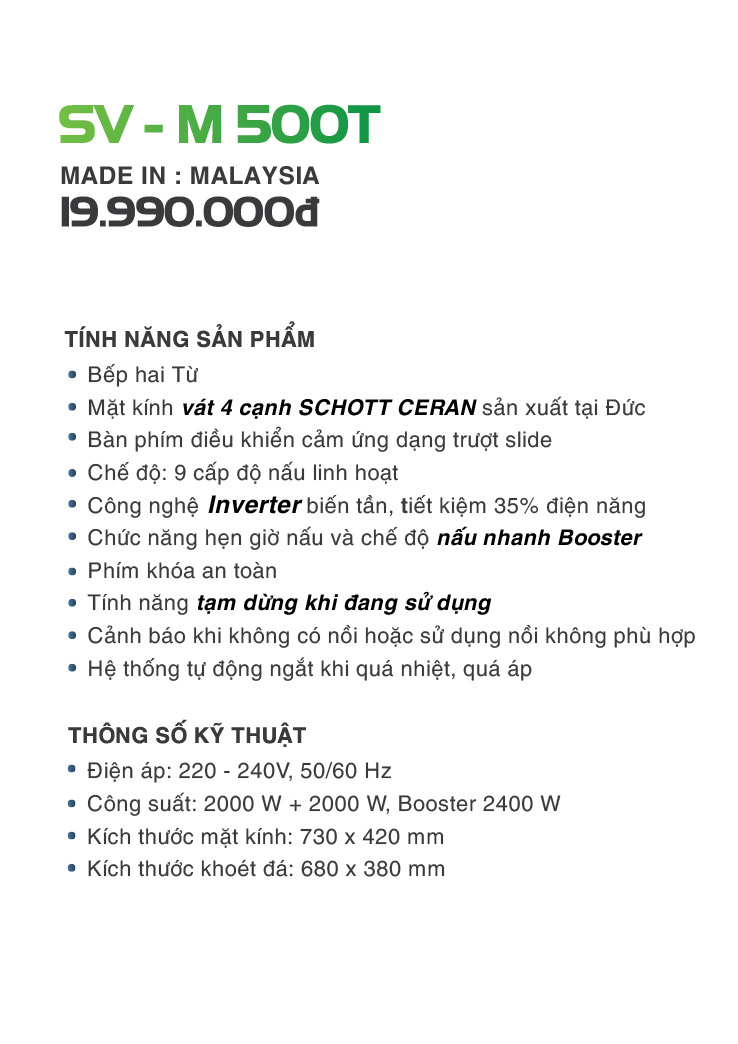 SV - M 500T
MADE IN : MALAYSIA
19.990.000đ
TÍNH NĂNG SẢN PHẨM
• Bếp hai Từ
• Mặt kính vát 4 cạnh SCHOTT CERAN sản xuất tại Đức
• Bàn phím điều khiển cảm ứng dạng trượt slide
• Chế độ: 9 cấp độ nấu linh hoạt
• Công nghệ Inverter biến tần, tiết kiệm 35% điện năng
• Chức năng hẹn giờ nấu và chế độ nấu nhanh Booster
• Phím khóa an toàn
• Tính năng tạm dừng khi đang sử dụng
• Cảnh báo khi không có nồi hoặc sử dụng nồi không phù hợp
• Hệ thống tự động ngắt khi quá nhiệt, quá áp
THÔNG SỐ KỸ THUẬT
• Điện áp: 220 - 240V, 50/60 Hz
• Công suất: 2000 W + 2000 W, Booster 2400 W
• Kích thước mặt kính: 730 x 420 mm
• Kích thước khoét đá: 680 x 380 mm